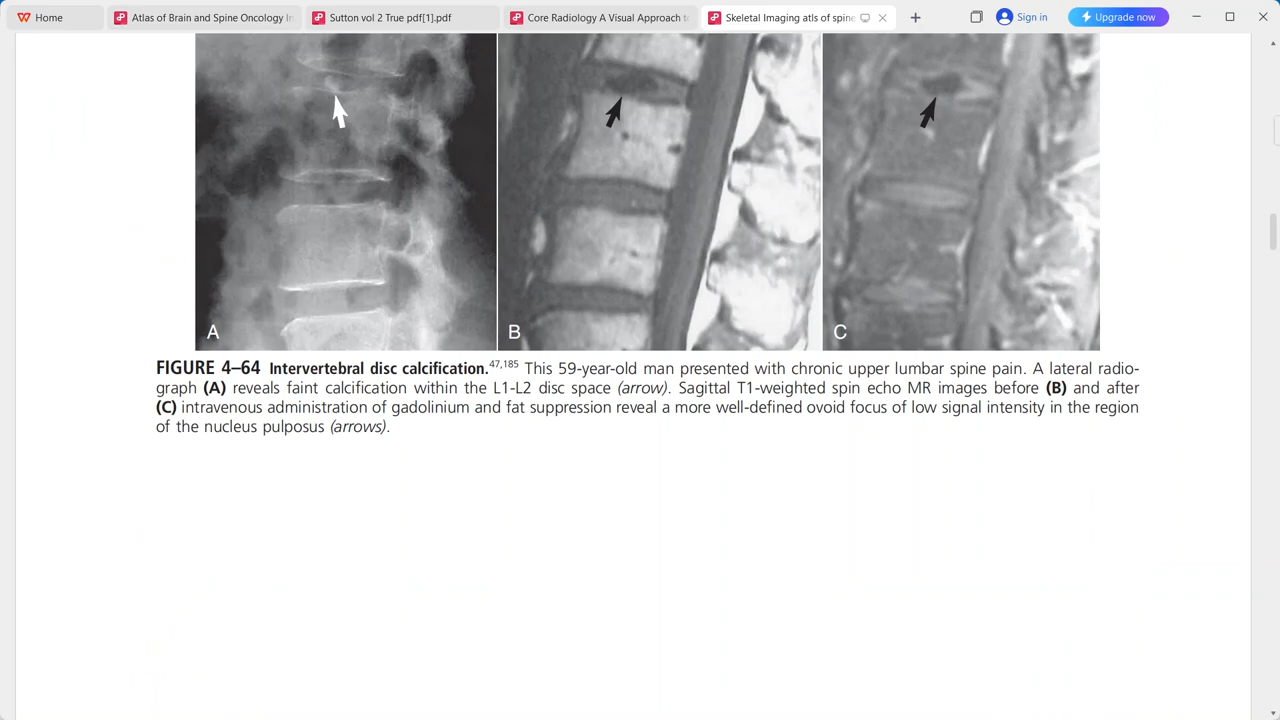 Home
Atlas of Brain and Spine Oncology I
Sutton vol 2 True pdf[1].pdf
Core Radiology A Visual Approach to
Skeletal Imaging atls of spine
Sign in
Upgrade now
A
B
C
FIGURE 4–64 Intervertebral disc calcification.47,185 This 59-year-old man presented with chronic upper lumbar spine pain. A lateral radio-
graph (A) reveals faint calcification within the L1-L2 disc space (arrow). Sagittal T1-weighted spin echo MR images before (B) and after
(C) intravenous administration of gadolinium and fat suppression reveal a more well-defined ovoid focus of low signal intensity in the region
of the nucleus pulposus (arrows).